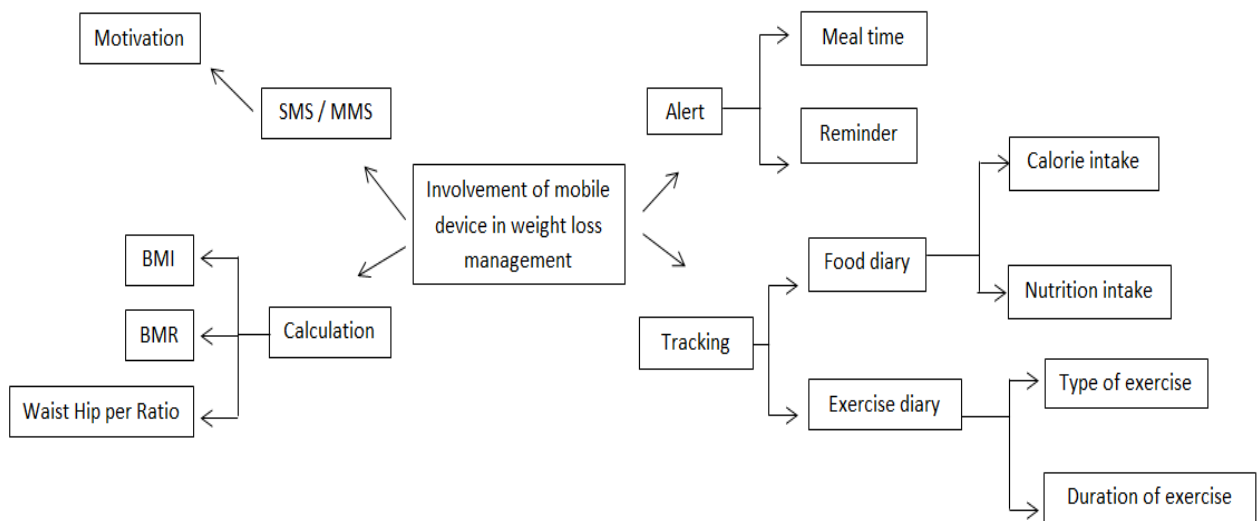 Motivation
SMS / MMS
Involvement of mobile
device in weight loss
management
BMI
BMR
Waist Hip per Ratio
Calculation
Alert
Meal time
Reminder
Tracking
Food diary
Calorie intake
Nutrition intake
Exercise diary
Type of exercise
Duration of exercise